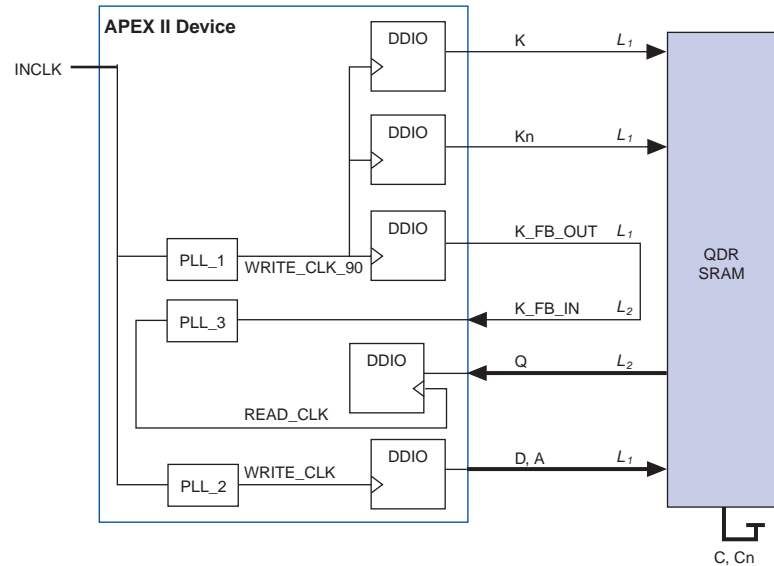 APEX II Device
DDIO
K
L1
INCLK
DDIO
Kn
L1
DDIO
K_FB_OUT
L1
PLL_1
WRITE_CLK_90
QDR
SRAM
PLL_3
K_FB_IN
L2
DDIO
Q
L2
READ_CLK
DDIO
D, A
L1
WRITE_CLK
PLL_2
C, Cn